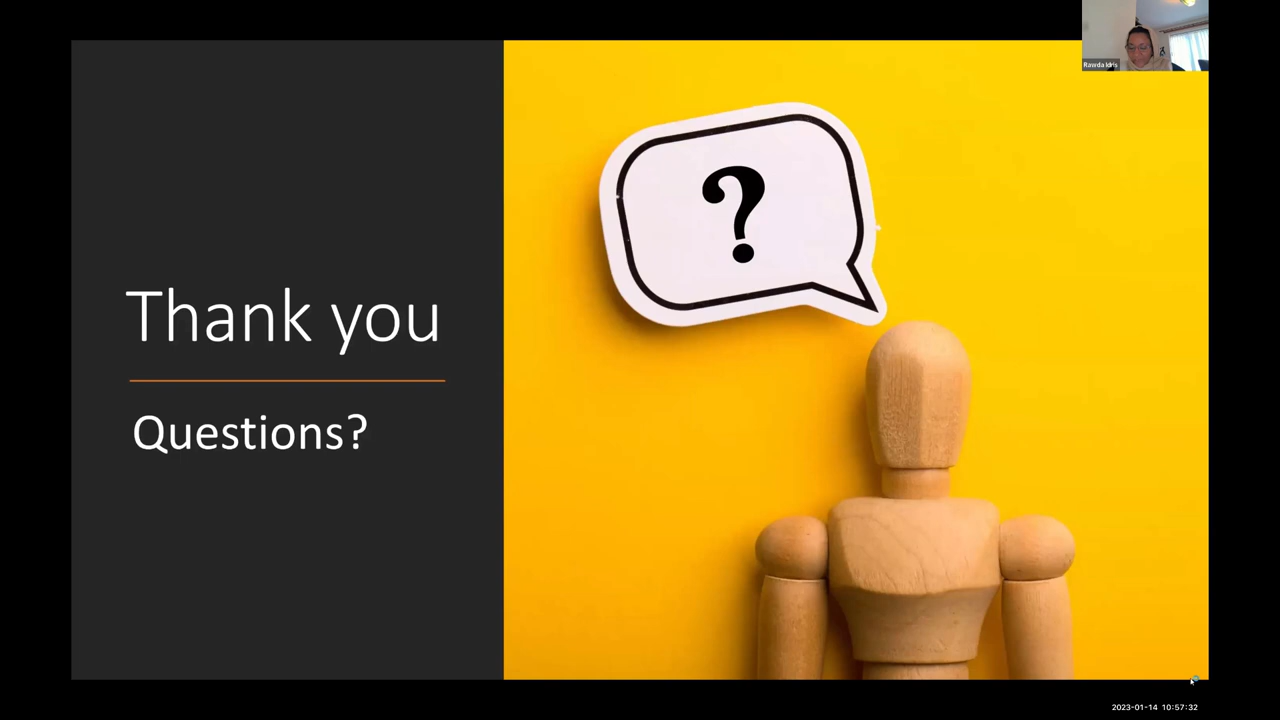 Rawda Idris
?
Thank you
Questions?
2023-01-14 10:57:32